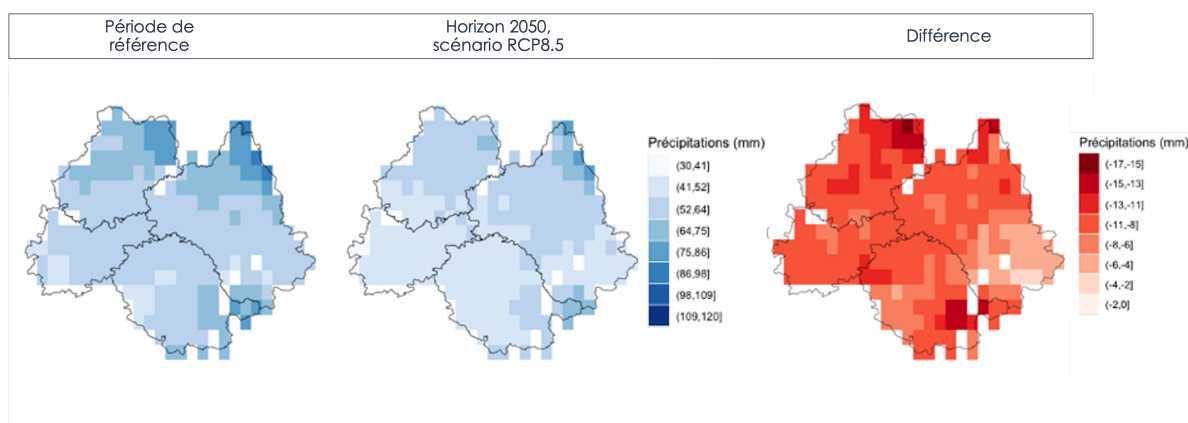 Période de
référence
Horizon 2050,
scénario RCP8.5
Différence
Précipitations (mm)
(30,41]
(41,52]
(52,64]
(64,75]
(75,86]
(86,98]
(98,109]
(109,120]
Précipitations (mm)
(-17,-15]
(-15,-13]
(-13,-11]
(-11,-8]
(-8,-6]
(-6,-4]
(-4,-2]
(-2,0]